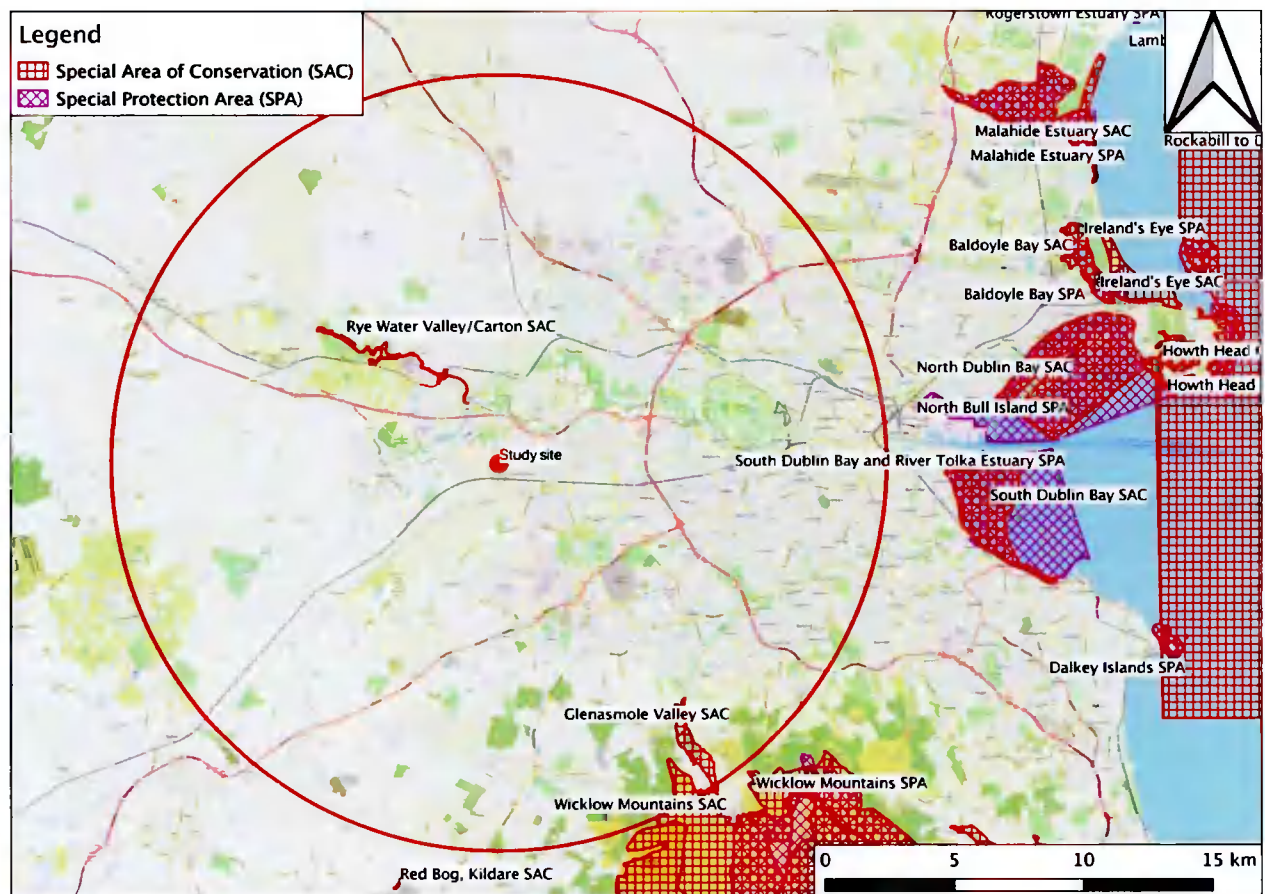 Legend
Special Area of Conservation (SAC)
Special Protection Area (SPA)
Rogerstown Estuary SPA
Lamb
Malahide Estuary SAC
Malahide Estuary SPA
Rockabill to D
Ireland's Eye SPA
Baldoyle Bay SAC
Ireland's Eye SAC
Baldoyle Bay SPA
Rye Water Valley/Carton SAC
Howth Head
North Dublin Bay SAC
Howth Head
North Bull Island SPA
Study site
South Dublin Bay and River Tolka Estuary SPA
South Dublin Bay SAC
Dalkey Islands SPA
Glenasmole Valley SAC
Wicklow Mountains SPA
Wicklow Mountains SAC
Red Bog, Kildare SAC
0 5 10 15 km